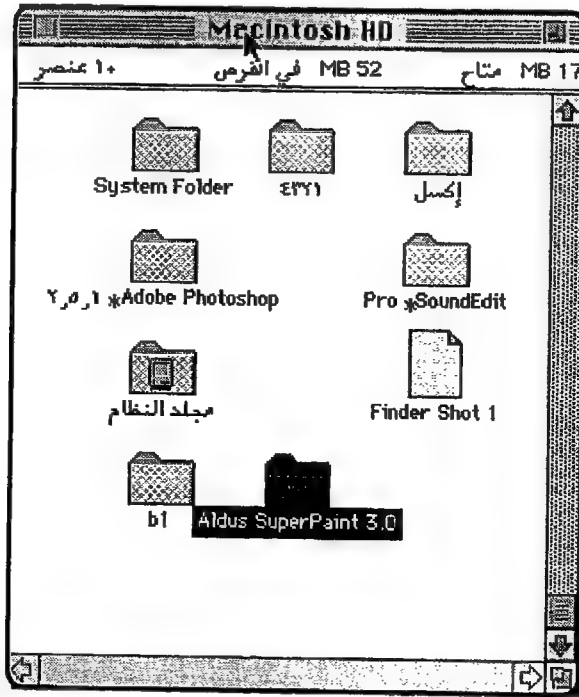 Macintosh HD
١٠ عنصر
MB 52 في القرص
MB 17 متاح
System Folder
٤٣٢١
إكسل
Adobe Photoshop* ٢٫٥٫١
SoundEdit* Pro
مجلد النظام
Finder Shot 1
b1
Aldus SuperPaint 3.0